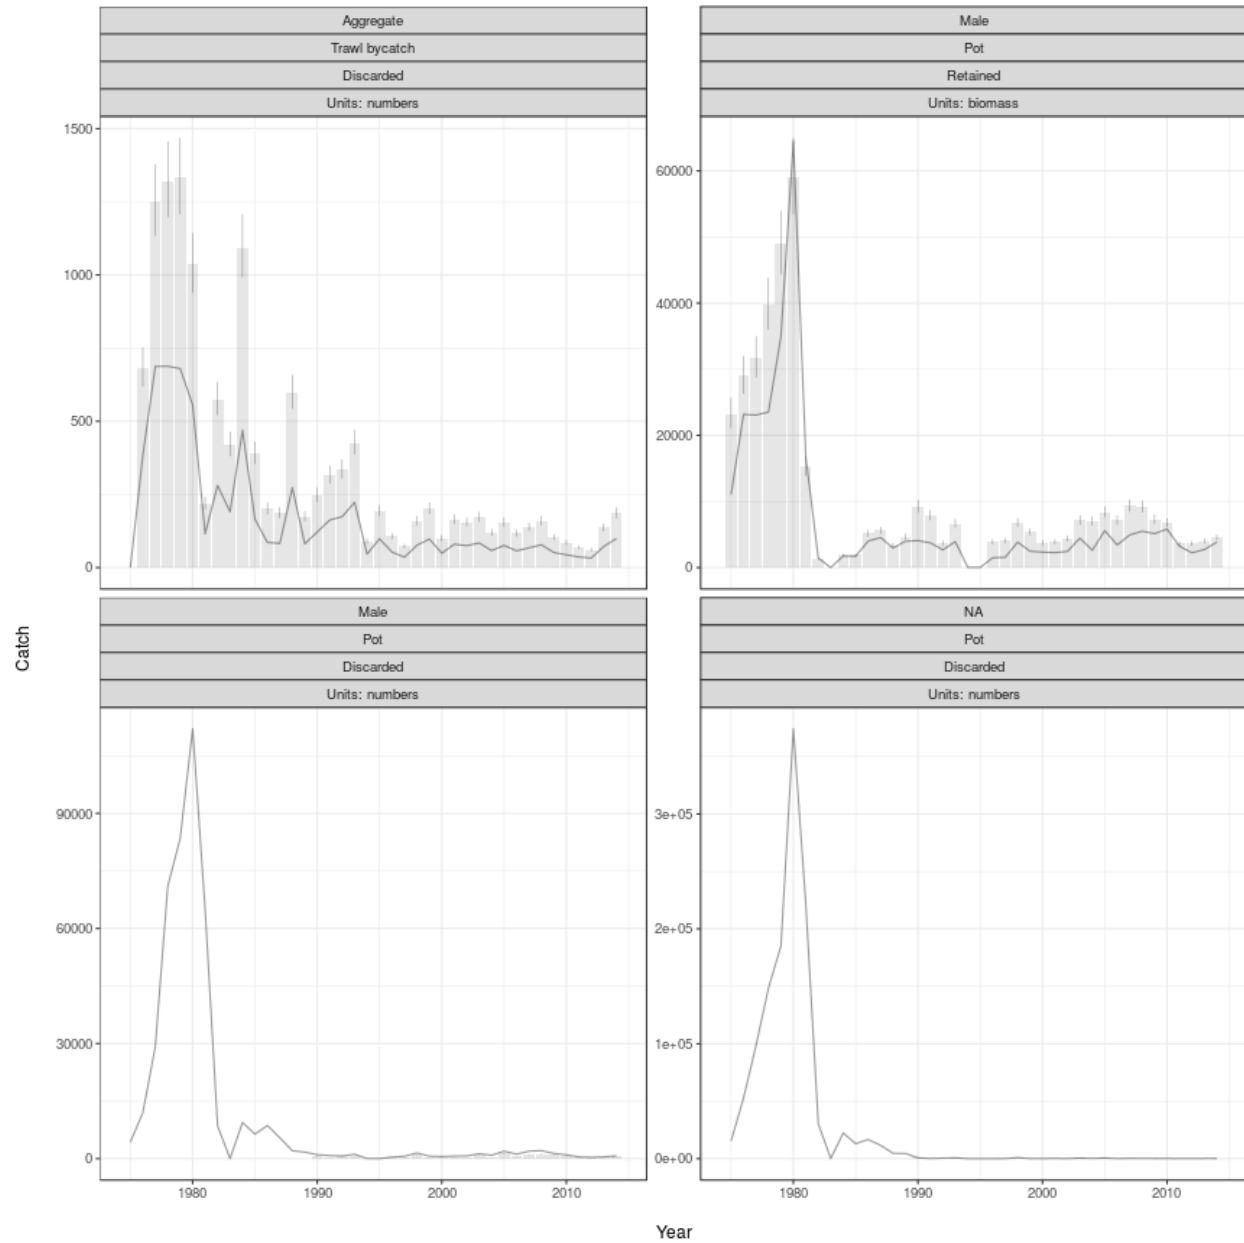 Aggregate
Trawl bycatch
Discarded
Units: numbers
Male
Pot
Retained
Units: biomass
1500
1000
500
0
60000
40000
20000
0
Catch
Male
Pot
Discarded
Units: numbers
NA
Pot
Discarded
Units: numbers
90000
60000
30000
0
3e+05
2e+05
1e+05
0e+00
1980 1990 2000 2010
1980 1990 2000 2010
Year